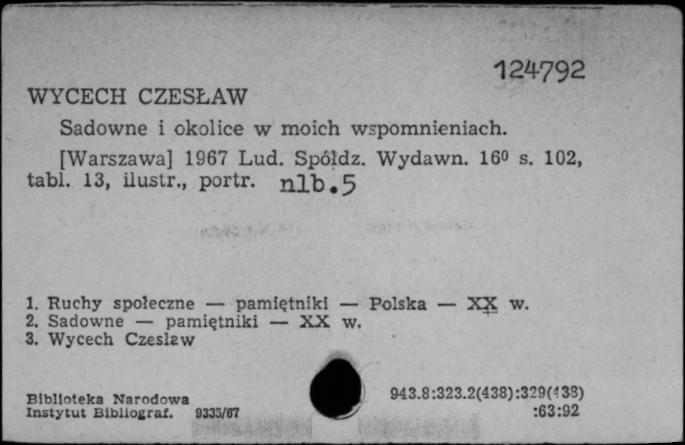 124792
WYCECH CZESŁAW
Sadowne i okolice w moich wspomnieniach.
[Warszawa] 1967 Lud. Spółdz. Wydawn. 16⁰ s. 102,
tabl. 13, ilustr., portr. nlb.5
1. Ruchy społeczne — pamiętniki — Polska — XX w.
2. Sadowne — pamiętniki — XX w.
3. Wycech Czesław
Biblioteka Narodowa
Instytut Bibliograf. 9335/67
943.8:323.2(438):329(438)
:63:92